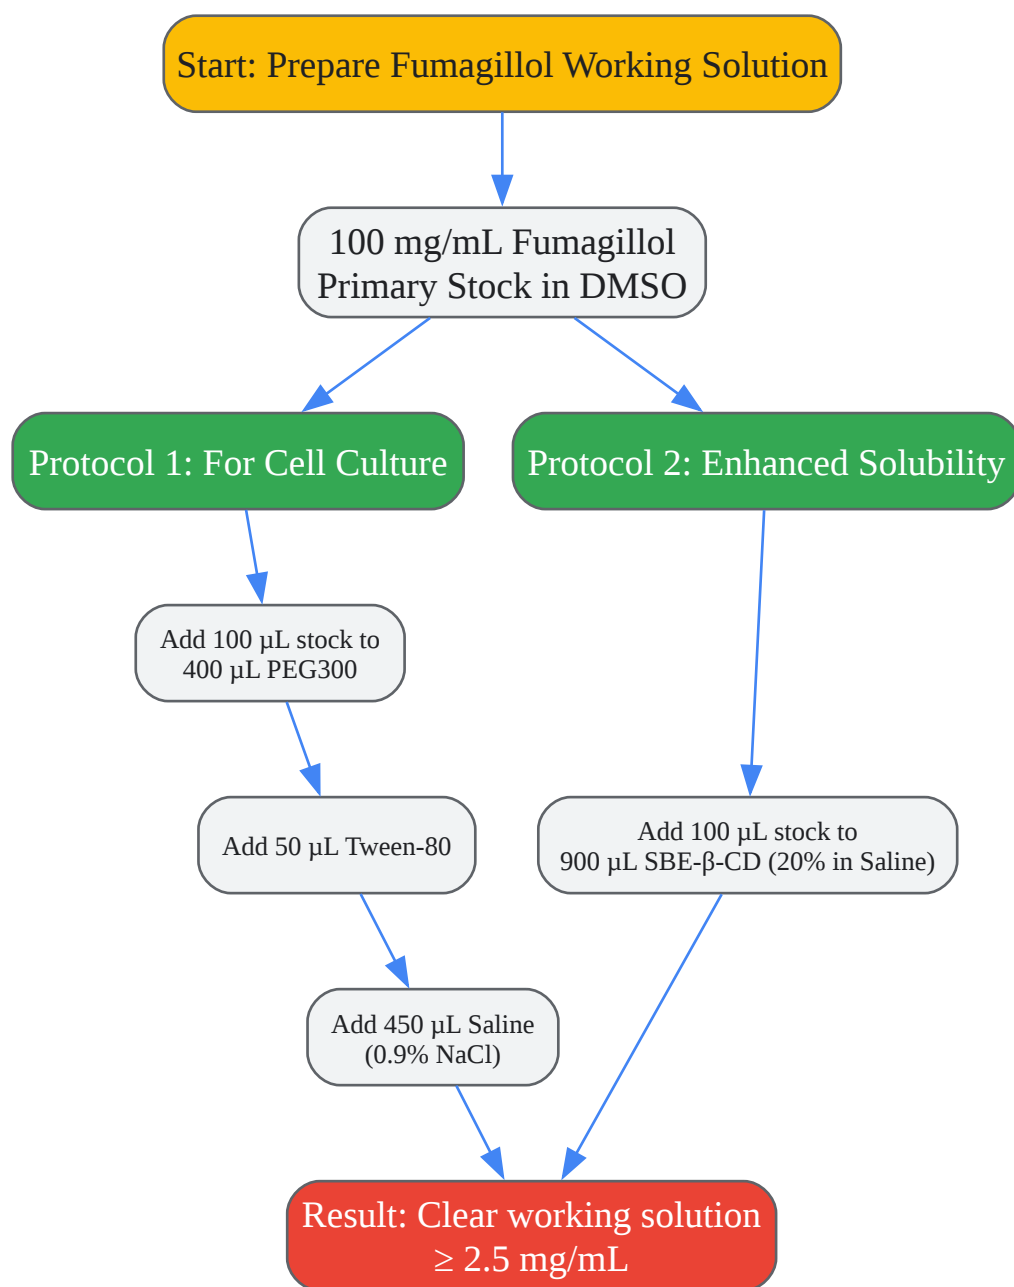 Start: Prepare Fumagillol Working Solution
100 mg/mL Fumagillol
Primary Stock in DMSO
Protocol 1: For Cell Culture
Protocol 2: Enhanced Solubility
Add 100 µL stock to
400 µL PEG300
Add 50 µL Tween-80
Add 100 µL stock to
900 µL SBE-β-CD (20% in Saline)
Add 450 µL Saline
(0.9% NaCl)
Result: Clear working solution
≥ 2.5 mg/mL